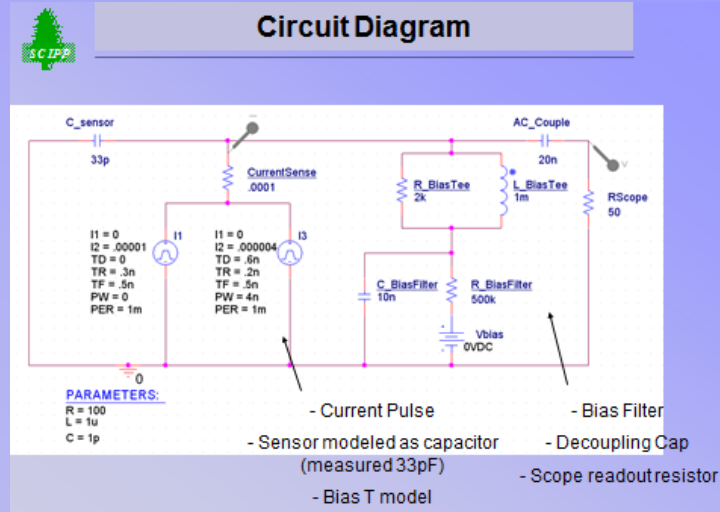 Circuit Diagram
SCIPP
C_sensor
33p
CurrentSense
.0001
AC_Couple
20n
R_BiasTee
2k
L_BiasTee
1m
RScope
50
V
I1 = 0
I2 = .00001
TD = 0
TR = .3n
TF = .5n
PW = 0
PER = 1m
I1
I1 = 0
I2 = .000004
TD = .6n
TR = .2n
TF = .5n
PW = 4n
PER = 1m
I3
C_BiasFilter
10n
R_BiasFilter
500k
Vbias
0VDC
0
PARAMETERS:
R = 100
L = 1u
C = 1p
- Current Pulse
- Sensor modeled as capacitor
(measured 33pF)
- Bias T model
- Bias Filter
- Decoupling Cap
- Scope readout resistor